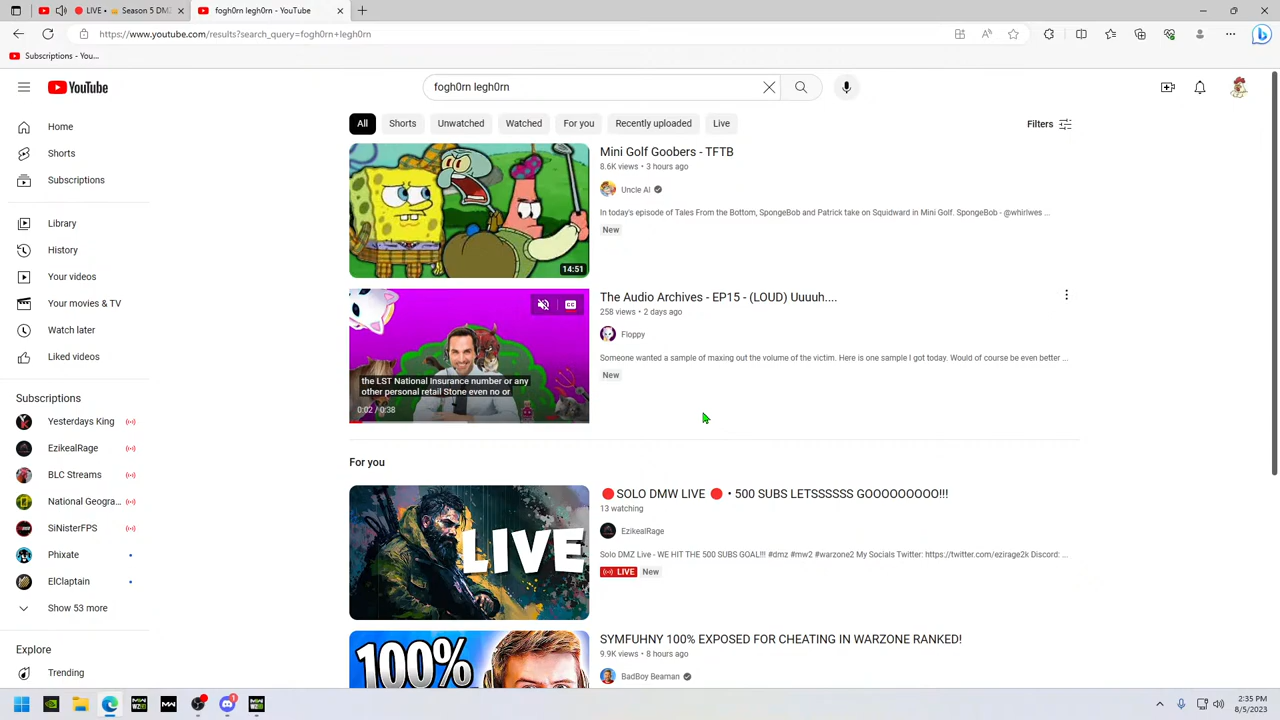 LIVE • Season 5 DM
fogh0rn legh0rn - YouTube
https://www.youtube.com/results?search_query=fogh0rn+legh0rn
Subscriptions - You...
YouTube
fogh0rn legh0rn
Home
Shorts
Subscriptions
Library
History
Your videos
Your movies & TV
Watch later
Liked videos
Subscriptions
Yesterdays King
EzikealRage
BLC Streams
National Geogra...
SiNisterFPS
Phixate
ElClaptain
Show 53 more
Explore
Trending
All
Shorts
Unwatched
Watched
For you
Recently uploaded
Live
Filters
14:51
Mini Golf Goobers - TFTB
8.6K views • 3 hours ago
Uncle Al
In today's episode of Tales From the Bottom, SpongeBob and Patrick take on Squidward in Mini Golf. SpongeBob - @whirlwes ...
New
CC
the LST National Insurance number or any
other personal retail Stone even no or
0:02 / 0:38
The Audio Archives - EP15 - (LOUD) Uuuuh....
258 views • 2 days ago
Floppy
Someone wanted a sample of maxing out the volume of the victim. Here is one sample I got today. Would of course be even better ...
New
For you
LIVE
SOLO DMW LIVE • 500 SUBS LETSSSSSS GOOOOOOOOO!!!
13 watching
EzikealRage
Solo DMZ Live - WE HIT THE 500 SUBS GOAL!!! #dmz #mw2 #warzone2 My Socials Twitter: https://twitter.com/ezirage2k Discord: ...
LIVE
New
100%
SYMFUHNY 100% EXPOSED FOR CHEATING IN WARZONE RANKED!
9.9K views • 8 hours ago
BadBoy Beaman
2:35 PM
8/5/2023